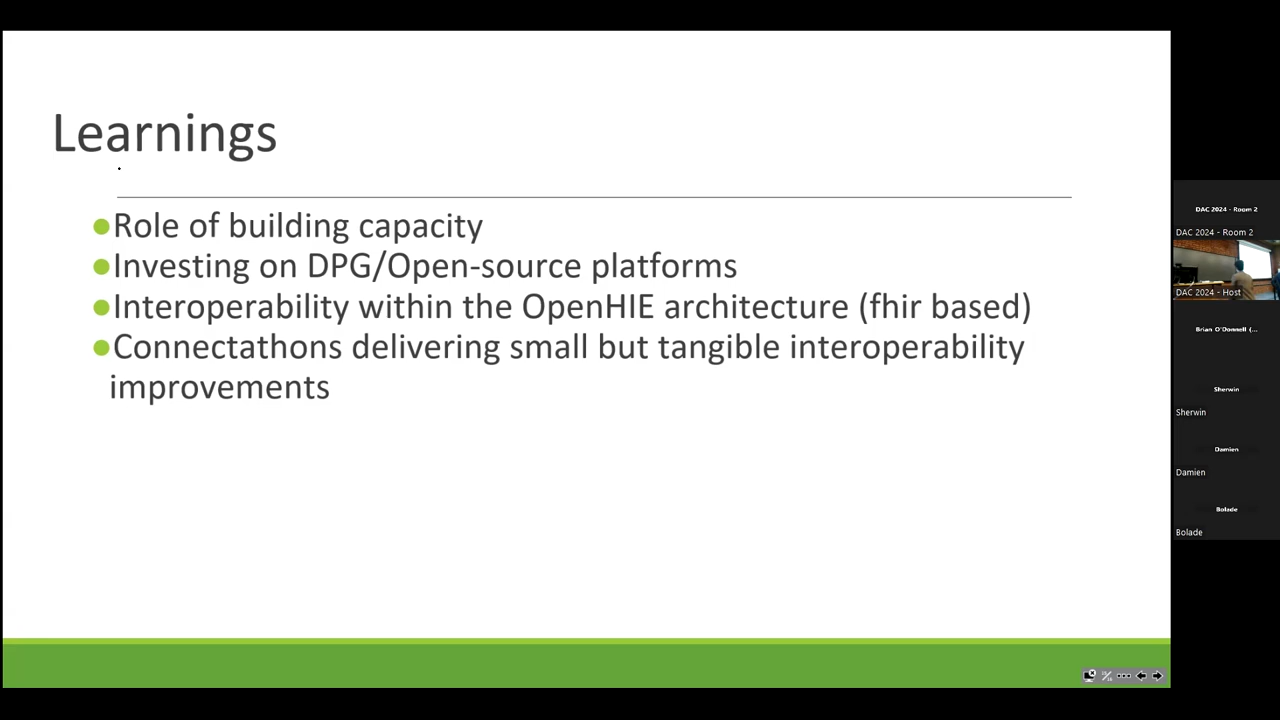 Learnings
●Role of building capacity
●Investing on DPG/Open-source platforms
●Interoperability within the OpenHIE architecture (fhir based)
●Connectathons delivering small but tangible interoperability
improvements
DAC 2024 - Room 2
DAC 2024 - Room 2
DAC 2024 - Host
Brian O'Donnell (...
Sherwin
Sherwin
Damien
Damien
Bolade
Bolade